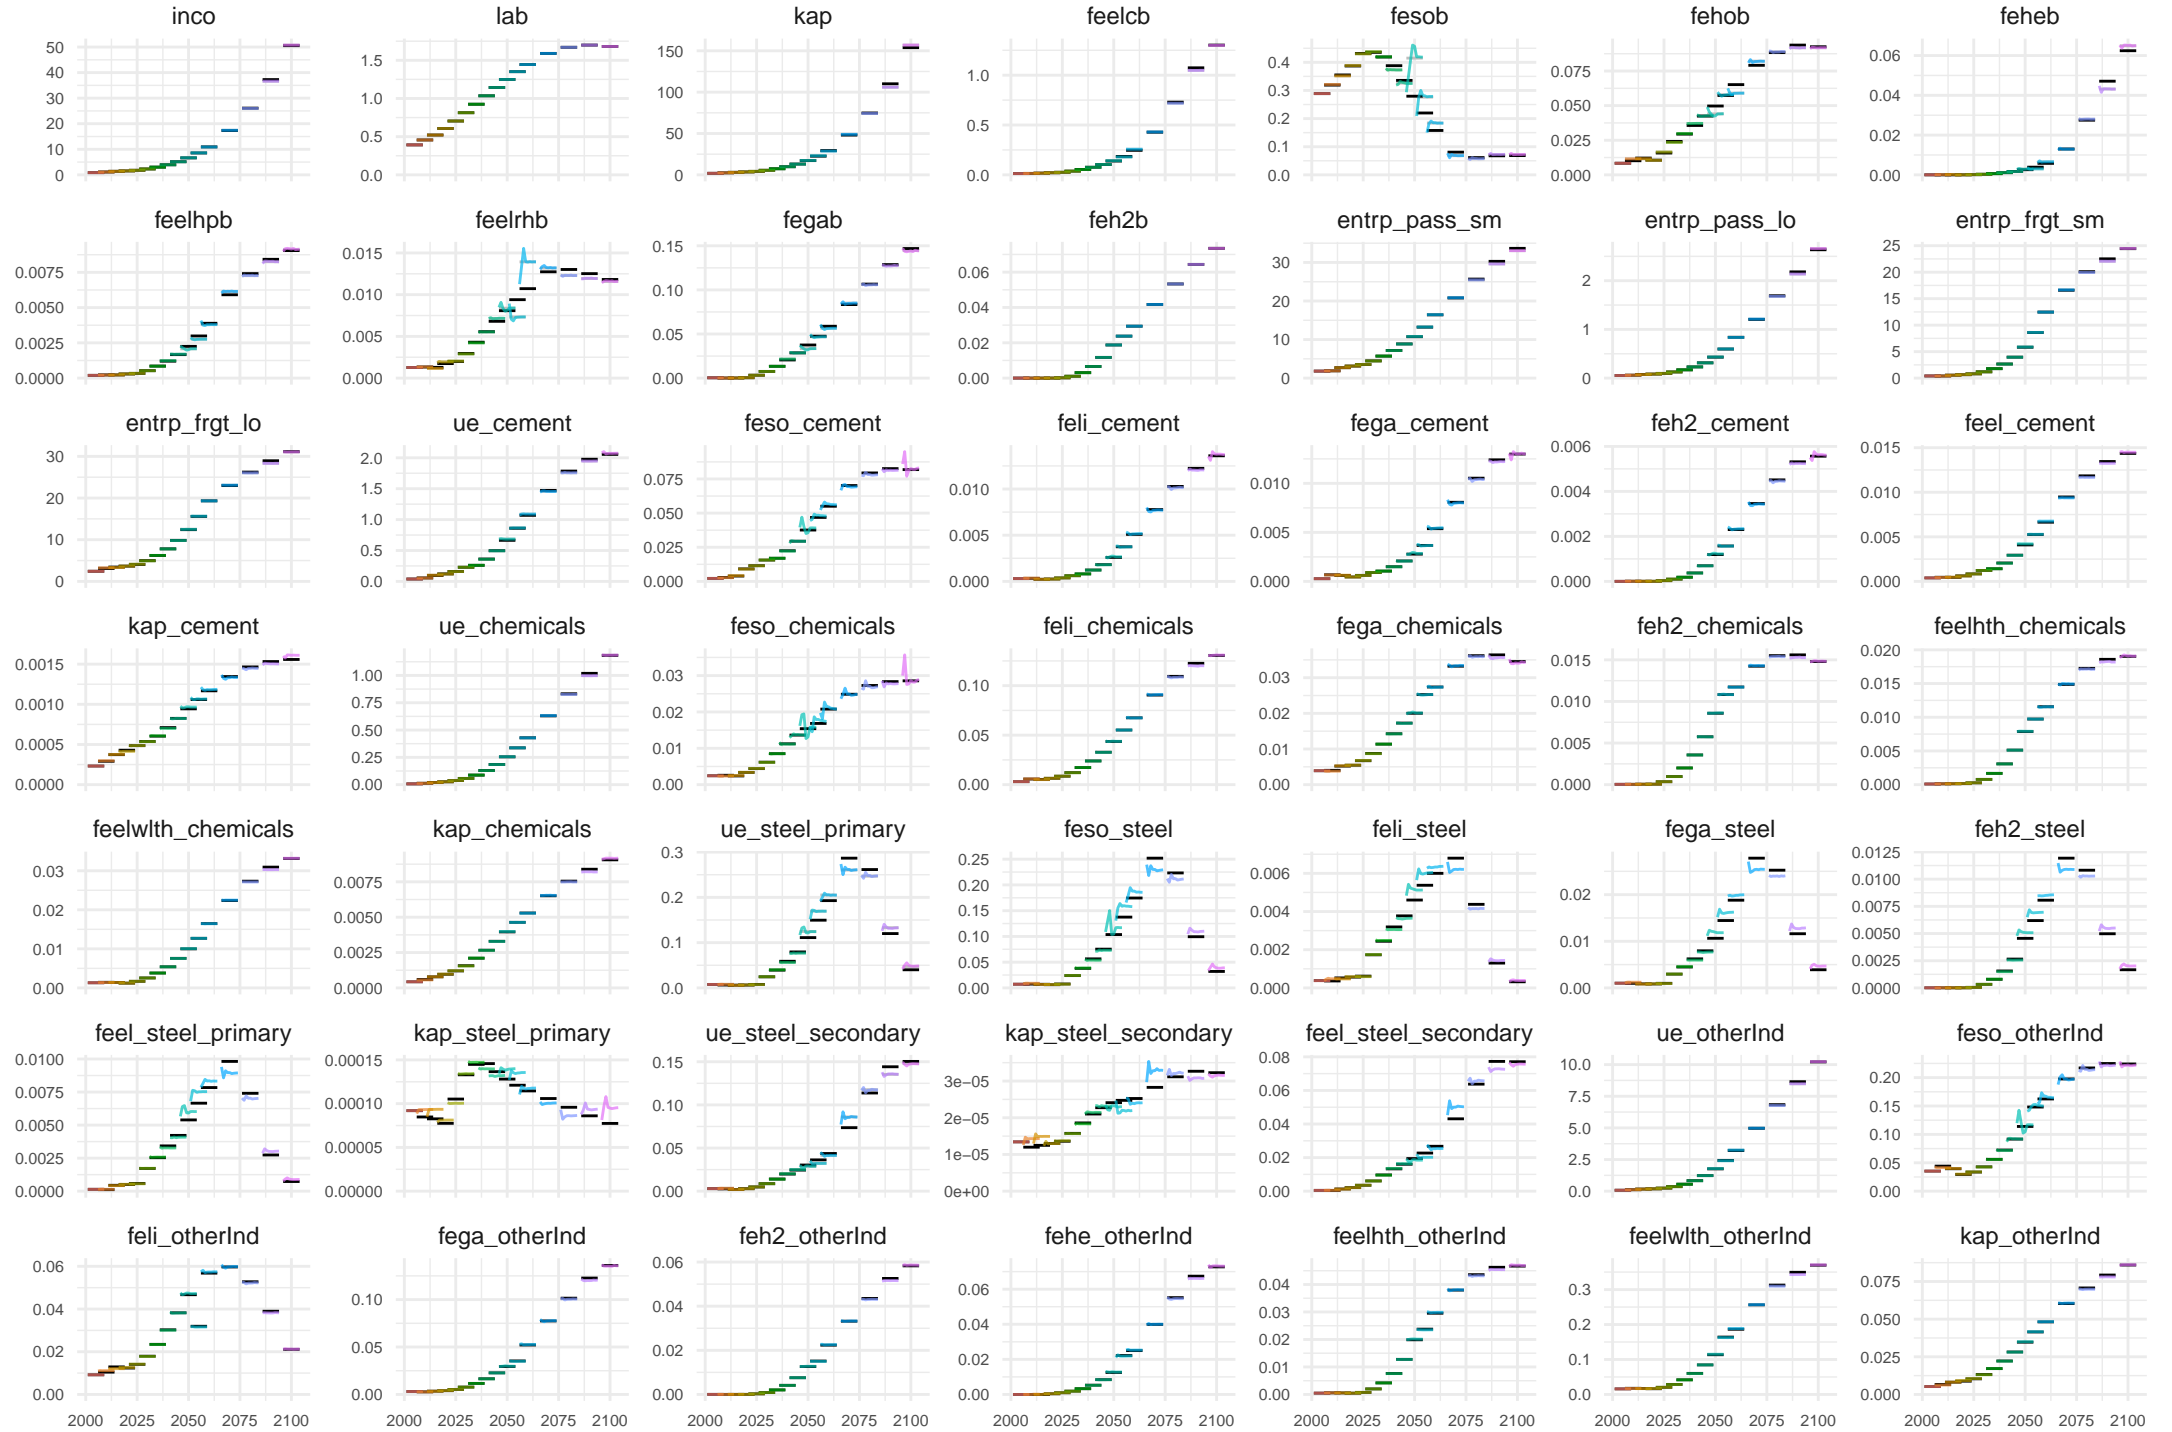 inco lab kap feelcb fesob fehob feheb
50 40 30 20 10 0
1.5 1.0 0.5 0.0
150 100 50 0
1.0 0.5 0.0
0.4 0.3 0.2 0.1 0.0
0.075 0.050 0.025 0.000
0.06 0.04 0.02 0.00
feelhpb feelrhb fegab feh2b entrp_pass_sm entrp_pass_lo entrp_frgt_sm
0.0075 0.0050 0.0025 0.0000
0.015 0.010 0.005 0.000
0.15 0.10 0.05 0.00
0.06 0.04 0.02 0.00
30 20 10 0
2 1 0
25 20 15 10 5 0
entrp_frgt_lo ue_cement feso_cement feli_cement fega_cement feh2_cement feel_cement
30 20 10 0
2.0 1.5 1.0 0.5 0.0
0.075 0.050 0.025 0.000
0.010 0.005 0.000
0.010 0.005 0.000
0.006 0.004 0.002 0.000
0.015 0.010 0.005 0.000
kap_cement ue_chemicals feso_chemicals feli_chemicals fega_chemicals feh2_chemicals feelhth_chemicals
0.0015 0.0010 0.0005 0.0000
1.00 0.75 0.50 0.25 0.00
0.03 0.02 0.01 0.00
0.10 0.05 0.00
0.03 0.02 0.01 0.00
0.015 0.010 0.005 0.000
0.020 0.015 0.010 0.005 0.000
feelwlth_chemicals kap_chemicals ue_steel_primary feso_steel feli_steel fega_steel feh2_steel
0.03 0.02 0.01 0.00
0.0075 0.0050 0.0025 0.0000
0.3 0.2 0.1 0.0
0.25 0.20 0.15 0.10 0.05 0.00
0.006 0.004 0.002 0.000
0.02 0.01 0.00
0.0125 0.0100 0.0075 0.0050 0.0025 0.0000
feel_steel_primary kap_steel_primary ue_steel_secondary kap_steel_secondary feel_steel_secondary ue_otherInd feso_otherInd
0.0100 0.0075 0.0050 0.0025 0.0000
0.00015 0.00010 0.00005 0.00000
0.15 0.10 0.05 0.00
3e-05 2e-05 1e-05 0e+00
0.08 0.06 0.04 0.02 0.00
10.0 7.5 5.0 2.5 0.0
0.20 0.15 0.10 0.05 0.00
feli_otherInd fega_otherInd feh2_otherInd fehe_otherInd feelhth_otherInd feelwlth_otherInd kap_otherInd
0.06 0.04 0.02 0.00
0.10 0.05 0.00
0.06 0.04 0.02 0.00
0.06 0.04 0.02 0.00
0.04 0.03 0.02 0.01 0.00
0.3 0.2 0.1 0.0
0.075 0.050 0.025 0.000
2000 2025 2050 2075 2100
2000 2025 2050 2075 2100
2000 2025 2050 2075 2100
2000 2025 2050 2075 2100
2000 2025 2050 2075 2100
2000 2025 2050 2075 2100
2000 2025 2050 2075 2100